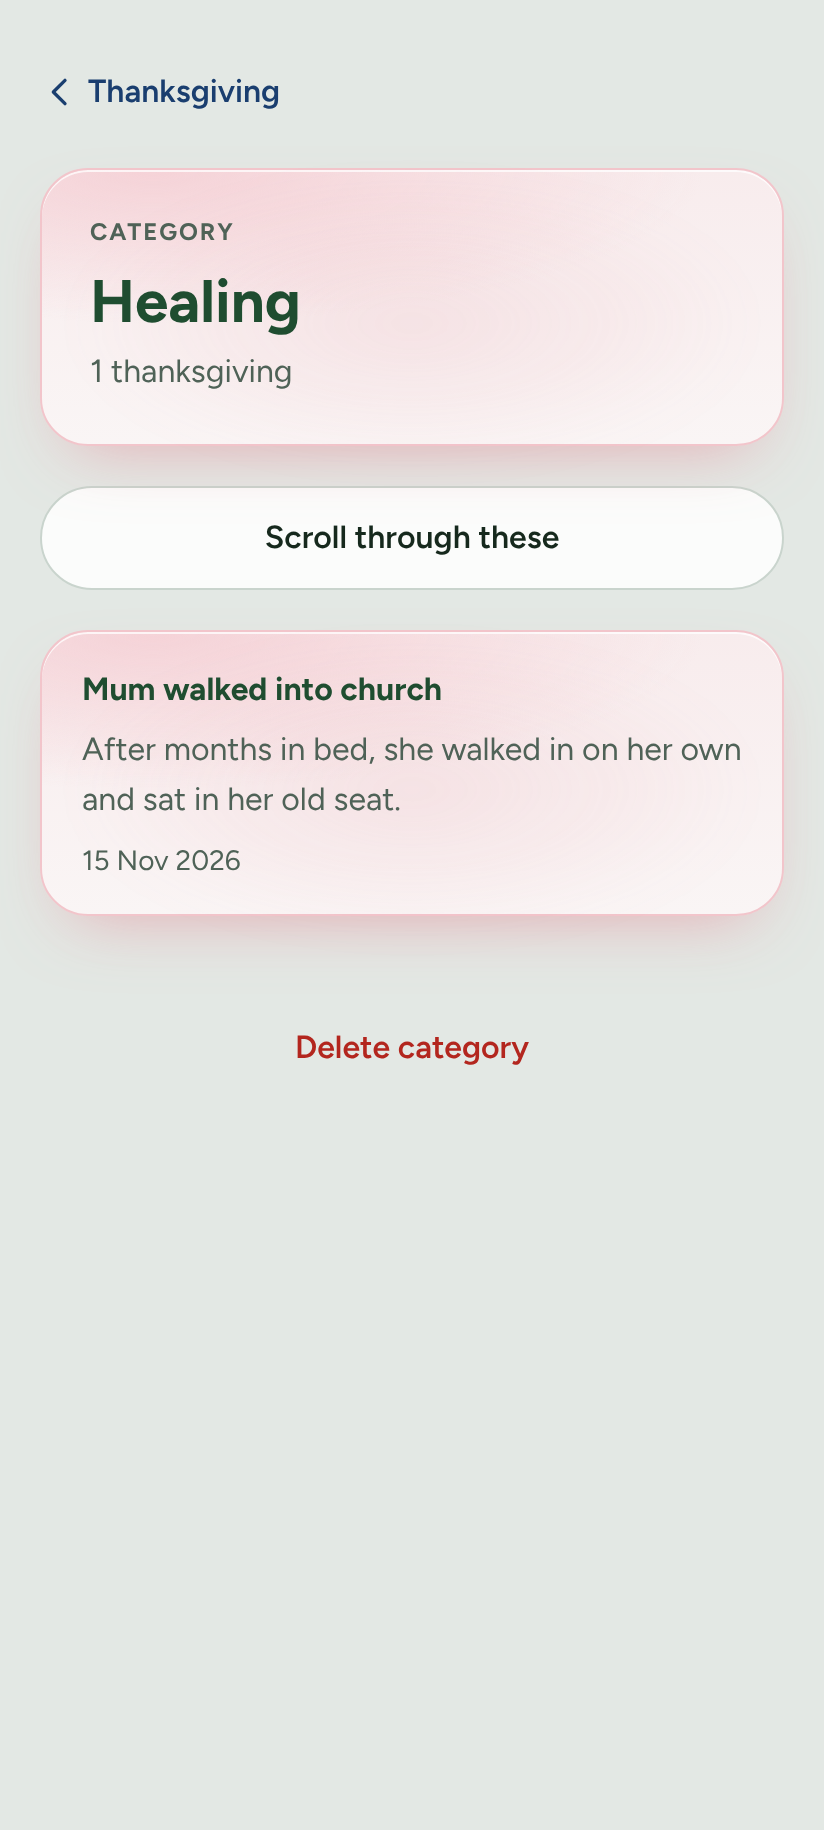 Thanksgiving
CATEGORY
Healing
1 thanksgiving
Scroll through these
Mum walked into church
After months in bed, she walked in on her own
and sat in her old seat.
15 Nov 2026
Delete category